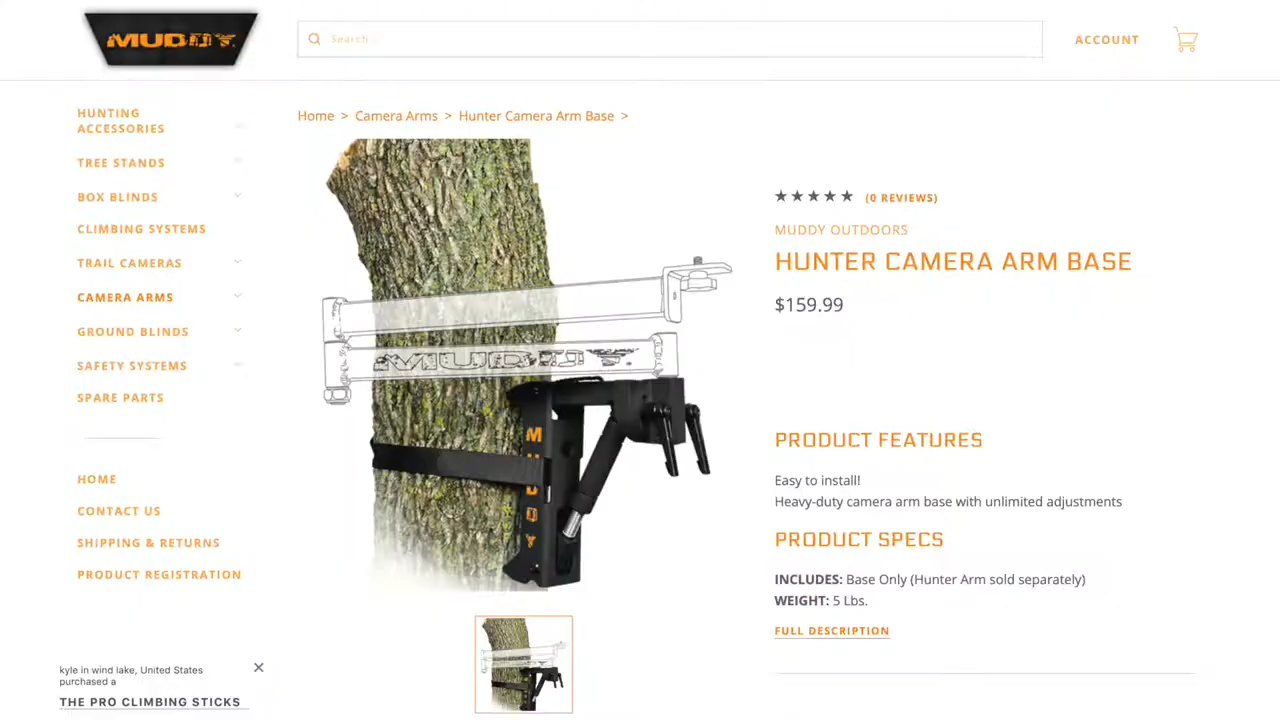 MUDDY
Search...
ACCOUNT
HUNTING
ACCESSORIES
TREE STANDS
BOX BLINDS
CLIMBING SYSTEMS
TRAIL CAMERAS
CAMERA ARMS
GROUND BLINDS
SAFETY SYSTEMS
SPARE PARTS
HOME
CONTACT US
SHIPPING & RETURNS
PRODUCT REGISTRATION
kyle in wind lake, United States
purchased a
THE PRO CLIMBING STICKS
Home > Camera Arms > Hunter Camera Arm Base >
MUDDY
MUDDY
★★★★★ (0 REVIEWS)
MUDDY OUTDOORS
HUNTER CAMERA ARM BASE
$159.99
PRODUCT FEATURES
Easy to install!
Heavy-duty camera arm base with unlimited adjustments
PRODUCT SPECS
INCLUDES: Base Only (Hunter Arm sold separately)
WEIGHT: 5 Lbs.
FULL DESCRIPTION